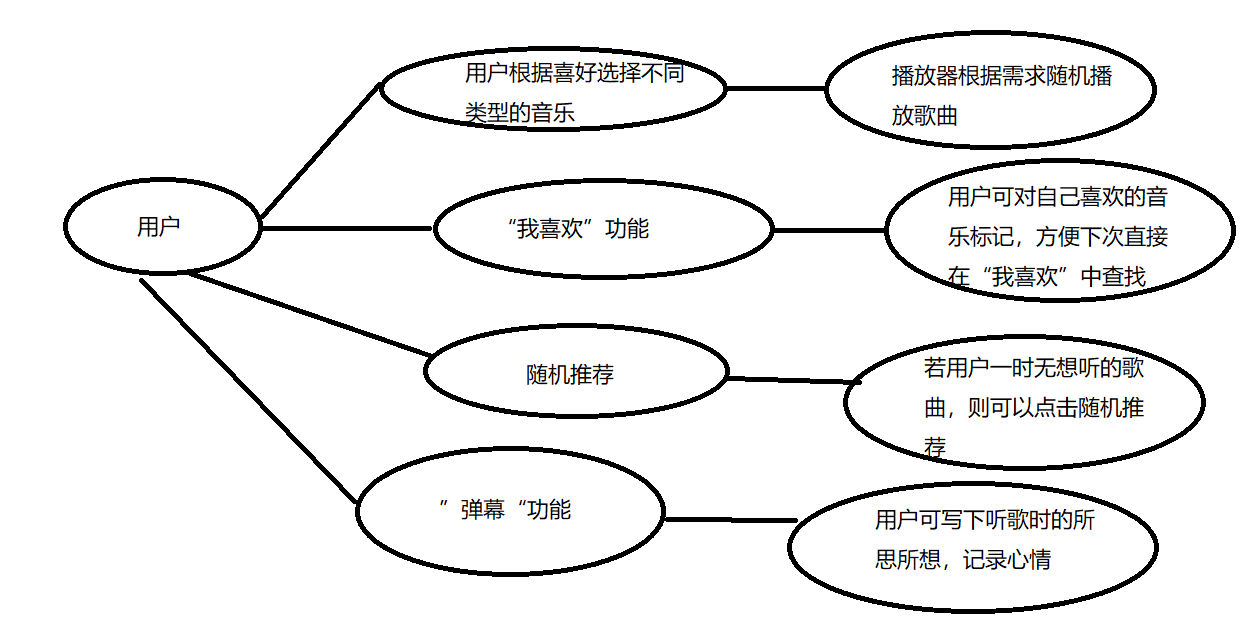 用户
用户根据喜好选择不同
类型的音乐
播放器根据需求随机播
放歌曲
“我喜欢”功能
用户可对自己喜欢的音
乐标记，方便下次直接
在“我喜欢”中查找
随机推荐
若用户一时无想听的歌
曲，则可以点击随机推
荐
”弹幕“功能
用户可写下听歌时的所
思所想，记录心情